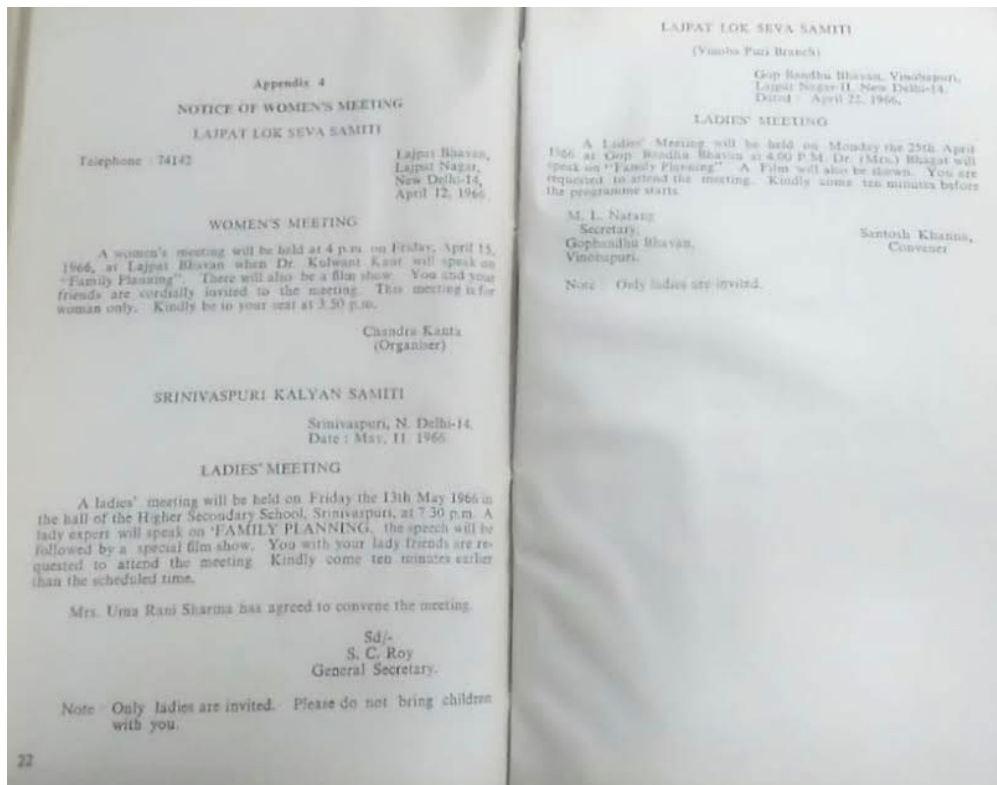 Appendix 4
NOTICE OF WOMEN'S MEETING
LAJPAT LOK SEVA SAMITI
Telephone : 74142
Lajpat Bhavan,
Lajpat Nagar,
New Delhi-14,
April 12, 1966
WOMEN'S MEETING
A women's meeting will be held at 4 p.m. on Friday, April 15,
1966, at Lajpat Bhavan when Dr. Kulwant Kaur will speak on
"Family Planning". There will also be a film show. You and your
friends are cordially invited to the meeting. This meeting is for
woman only. Kindly be in your seat at 3.50 p.m.
Chandra Kanta
(Organiser)
SRINIVASPURI KALYAN SAMITI
Srinivaspuri, N. Delhi-14.
Date : May, 11 1966
LADIES' MEETING
A ladies' meeting will be held on Friday the 13th May 1966 in
the hall of the Higher Secondary School, Srinivaspuri, at 7.30 p.m. A
lady expert will speak on 'FAMILY PLANNING, the speech will be
followed by a special film show. You with your lady friends are re-
quested to attend the meeting. Kindly come ten minutes earlier
than the scheduled time.
Mrs. Uma Rani Sharma has agreed to convene the meeting.
Sd/-
S. C. Roy
General Secretary.
Note : Only ladies are invited. Please do not bring children
with you.
22
LAJPAT LOK SEVA SAMITI
(Vinoba Puri Branch)
Gop Bandhu Bhavan, Vinobapuri,
Lajpat Nagar-II, New Delhi-14.
Dated : April 22, 1966.
LADIES' MEETING
A Ladies' Meeting will be held on Monday the 25th April
1966 at Gop Bandhu Bhavan at 4.00 P.M. Dr. (Mrs.) Bhagat will
speak on "Family Planning" A Film will also be shown. You are
requested to attend the meeting. Kindly come ten minutes before
the programme starts.
M. L. Narang
Secretary,
Gopbandhu Bhavan,
Vinobapuri.
Santosh Khanna,
Convener
Note : Only ladies are invited.